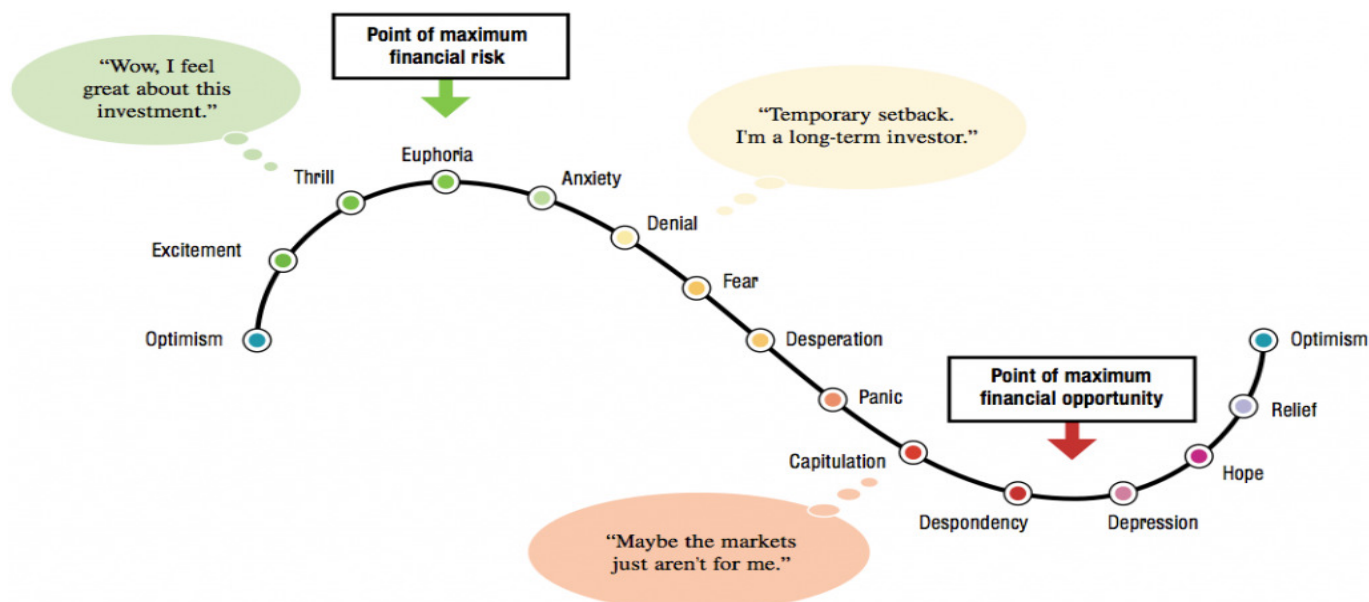 Point of maximum
financial risk
“Wow, I feel
great about this
investment.”
“Temporary setback.
I'm a long-term investor.”
Euphoria
Thrill
Anxiety
Denial
Excitement
Fear
Optimism
Desperation
Optimism
Point of maximum
financial opportunity
Panic
Relief
Capitulation
Hope
Despondency
Depression
“Maybe the markets
just aren't for me.”